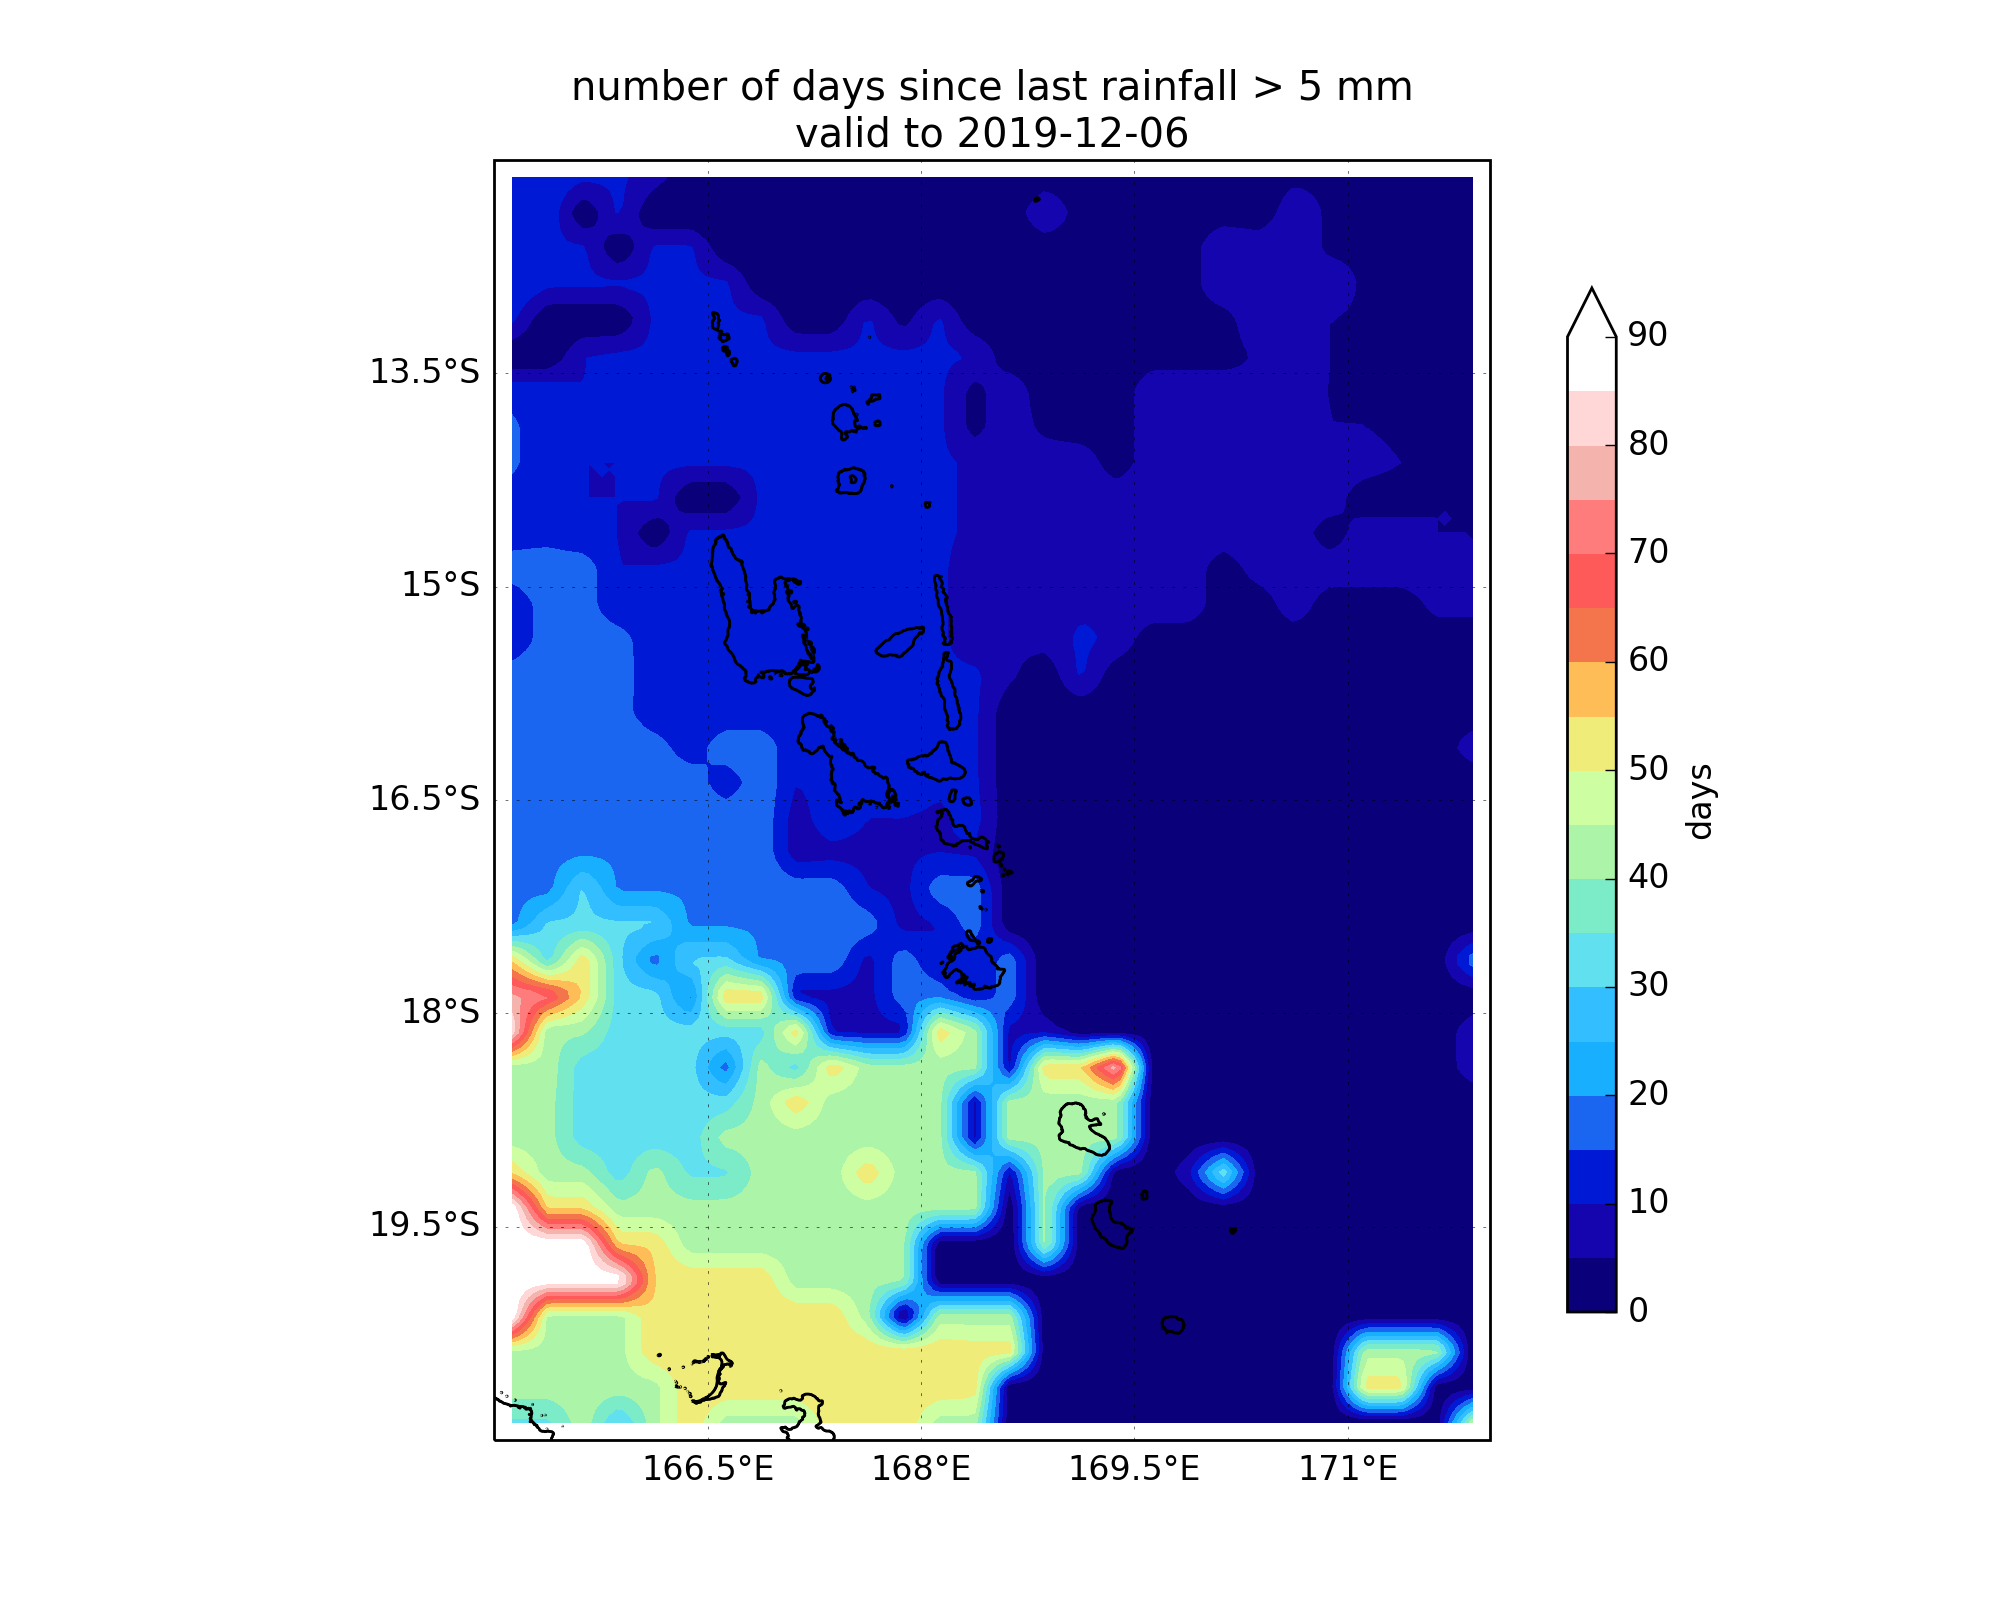 number of days since last rainfall > 5 mm
valid to 2019-12-06
13.5°S
15°S
16.5°S
18°S
19.5°S
166.5°E
168°E
169.5°E
171°E
90
80
70
60
50
40
30
20
10
0
days